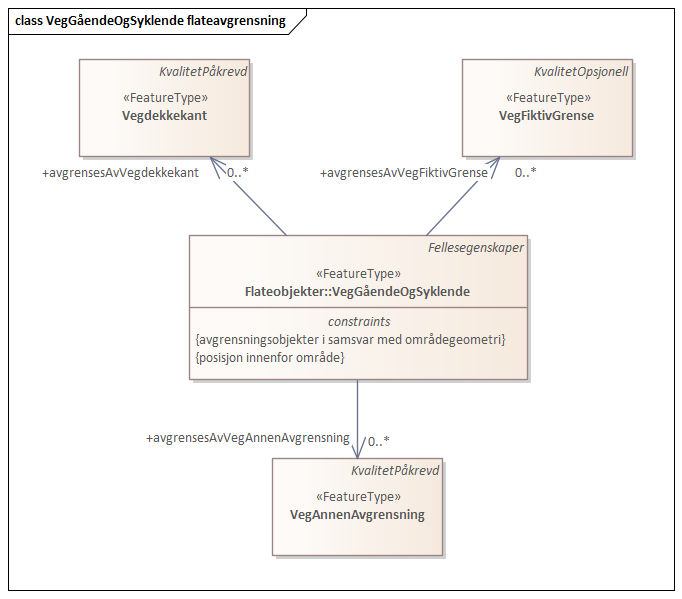 class VegGåendeOgSyklende flateavgrensning
KvalitetPåkrevd
«FeatureType»
Vegdekkekant
KvalitetOpsjonell
«FeatureType»
VegFiktivGrense
+avgrensesAvVegdekkekant
0..*
+avgrensesAvVegFiktivGrense
0..*
Fellesegenskaper
«FeatureType»
Flateobjekter::VegGåendeOgSyklende
constraints
{avgrensningsobjekter i samsvar med områdegeometri}
{posisjon innenfor område}
+avgrensesAvVegAnnenAvgrensning
0..*
KvalitetPåkrevd
«FeatureType»
VegAnnenAvgrensning